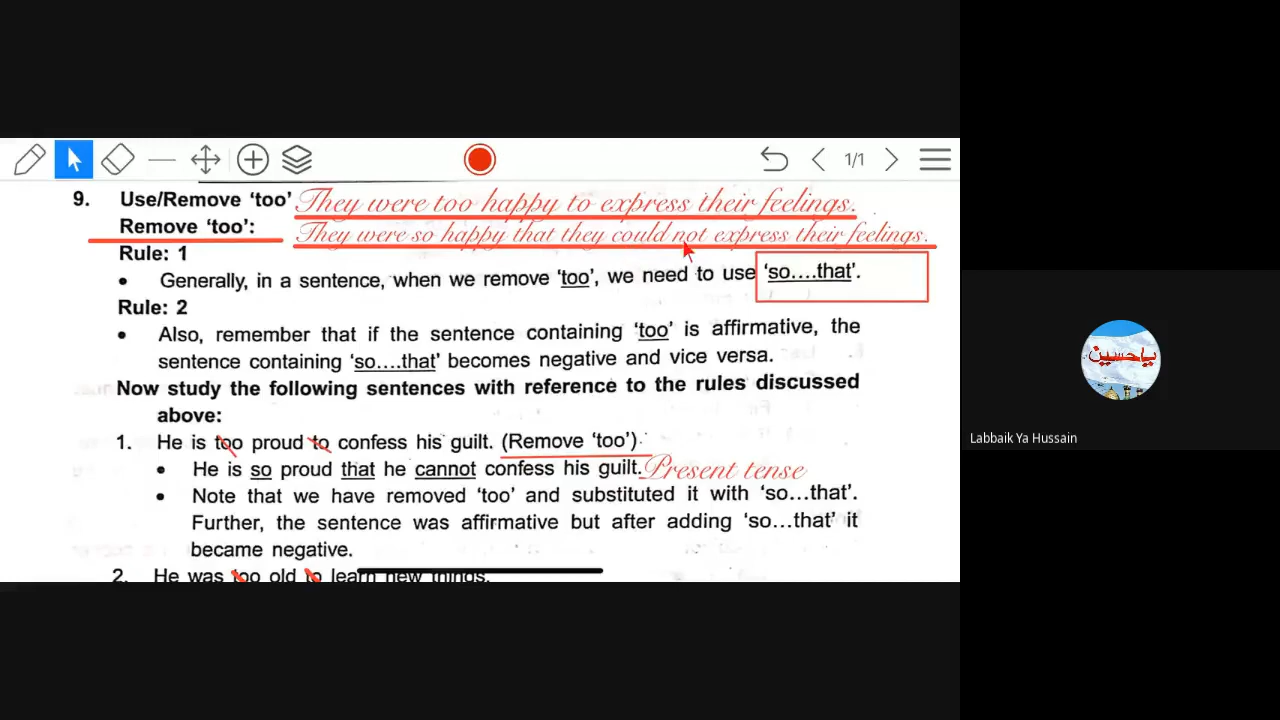 1/1
9. Use/Remove ‘too’ They were too happy to express their feelings.
Remove ‘too’: They were so happy that they could not express their feelings.
Rule: 1
• Generally, in a sentence, when we remove ‘too’, we need to use ‘so....that’.
Rule: 2
• Also, remember that if the sentence containing ‘too’ is affirmative, the
sentence containing ‘so....that’ becomes negative and vice versa.
Now study the following sentences with reference to the rules discussed
above:
1. He is too proud to confess his guilt. (Remove ‘too’)
• He is so proud that he cannot confess his guilt. Present tense
• Note that we have removed ‘too’ and substituted it with ‘so...that’.
Further, the sentence was affirmative but after adding ‘so...that’ it
became negative.
2. He was too old to learn new things.
ياحسين
Labbaik Ya Hussain